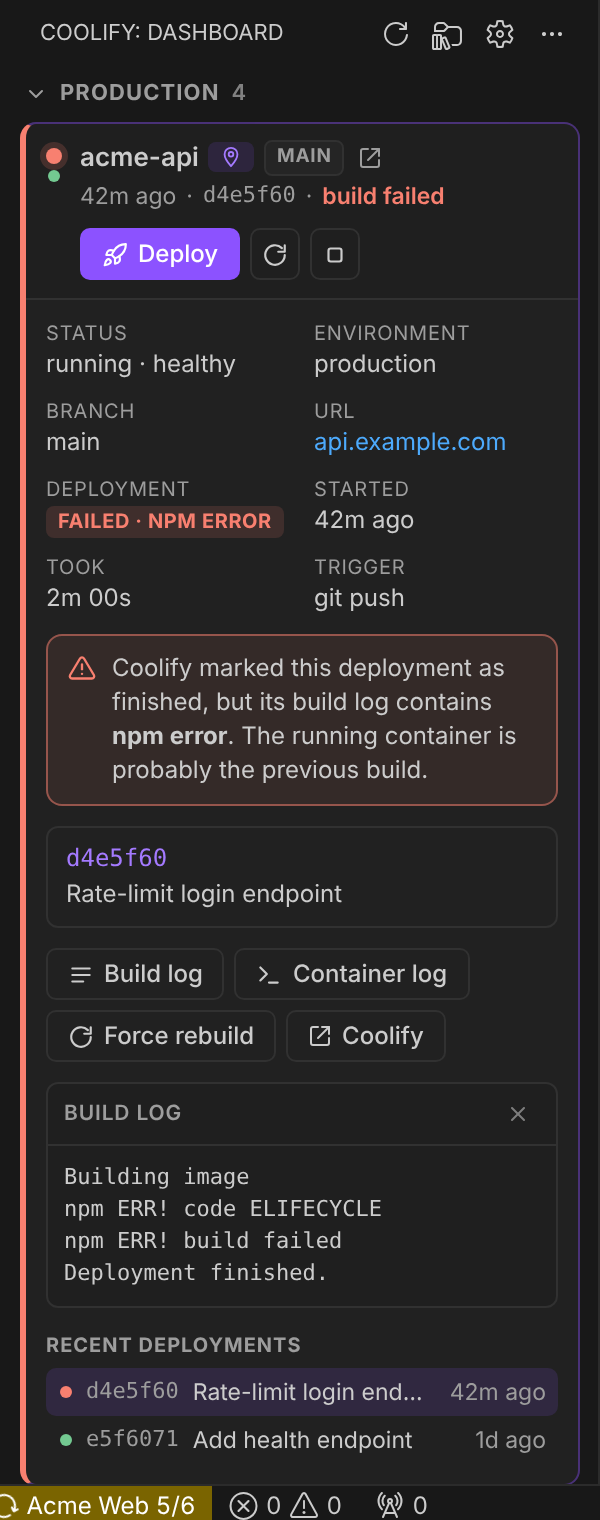 COOLIFY: DASHBOARD
PRODUCTION 4
acme-api MAIN
42m ago · d4e5f60 · build failed
Deploy
STATUS ENVIRONMENT
running · healthy production
BRANCH URL
main api.example.com
DEPLOYMENT STARTED
FAILED · NPM ERROR 42m ago
TOOK TRIGGER
2m 00s git push
Coolify marked this deployment as
finished, but its build log contains
npm error. The running container is
probably the previous build.
d4e5f60
Rate-limit login endpoint
Build log Container log
Force rebuild Coolify
BUILD LOG
Building image
npm ERR! code ELIFECYCLE
npm ERR! build failed
Deployment finished.
RECENT DEPLOYMENTS
d4e5f60 Rate-limit login end... 42m ago
e5f6071 Add health endpoint 1d ago
Acme Web 5/6 0 0 0